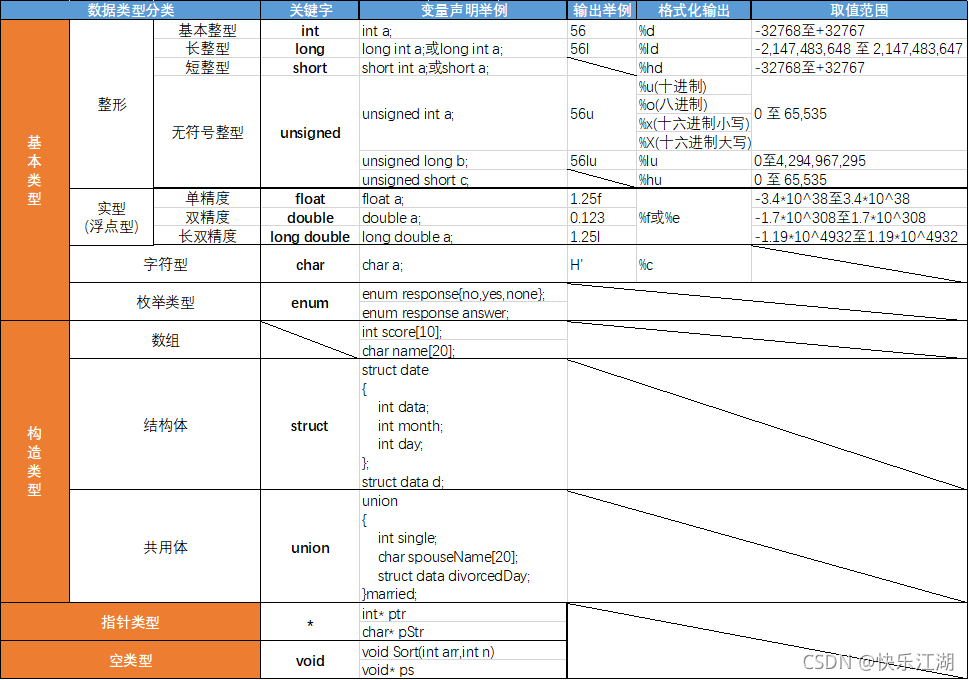 数据类型分类 关键字 变量声明举例 输出举例 格式化输出 取值范围
基本类型
整形
基本整型 int int a; 56 %d -32768至+32767
长整型 long long int a;或long int a; 56l %ld -2,147,483,648 至 2,147,483,647
短整型 short short int a;或short a; %hd -32768至+32767
无符号整型 unsigned unsigned int a; 56u
%u(十进制)
%o(八进制)
%x(十六进制小写)
%X(十六进制大写)
0 至 65,535
unsigned long b; 56lu %lu 0至4,294,967,295
unsigned short c; %hu 0 至 65,535
实型
(浮点型)
单精度 float float a; 1.25f -3.4*10^38至3.4*10^38
双精度 double double a; 0.123 %f或%e -1.7*10^308至1.7*10^308
长双精度 long double long double a; 1.25l -1.19*10^4932至1.19*10^4932
字符型 char char a; H' %c
枚举类型 enum
enum response{no,yes,none};
enum response answer;
构造类型
数组
int score[10];
char name[20];
结构体 struct
struct date
{
int data;
int month;
int day;
};
struct data d;
共用体 union
union
{
int single;
char spouseName[20];
struct data divorcedDay;
}married;
指针类型 *
int* ptr
char* pStr
空类型 void
void Sort(int arr,int n)
void* ps
CSDN @快乐江湖